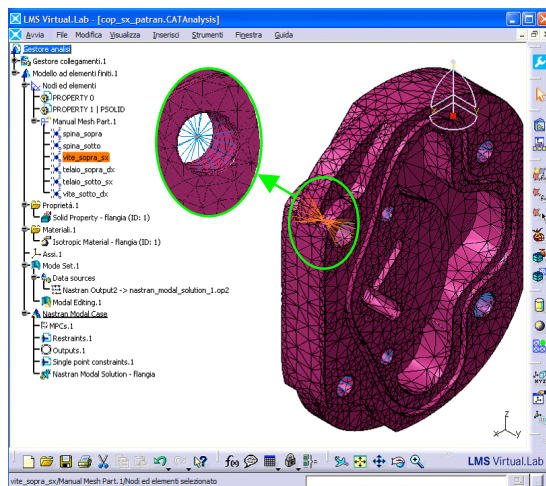 LMS Virtual.Lab - [cop_sx_patran.CATAnalysis]
Avvia File Modifica Visualizza Inserisci Strumenti Finestra Guida
Gestore analisi
Gestore collegamenti.1
Modello ad elementi finiti.1
Nodi ed elementi
PROPERTY 0
PROPERTY 1 | PSOLID
Manual Mesh Part.1
spina_sopra
spina_sotto
vite_sopra_sx
telaio_sopra_dx
telaio_sotto_sx
vite_sotto_dx
Proprietá.1
Solid Property - flangia (ID: 1)
Materiali.1
Isotropic Material - flangia (ID: 1)
Assi.1
Mode Set.1
Data sources
Nastran Output2 -> nastran_modal_solution_1.op2
Modal Editing.1
Nastran Modal Case
MPCs.1
Restraints.1
Outputs.1
Single point constraints.1
Nastran Modal Solution - flangia
z
x y
LMS Virtual.Lab
vite_sopra_sx/Manual Mesh Part.1/Nodi ed elementi selezionato